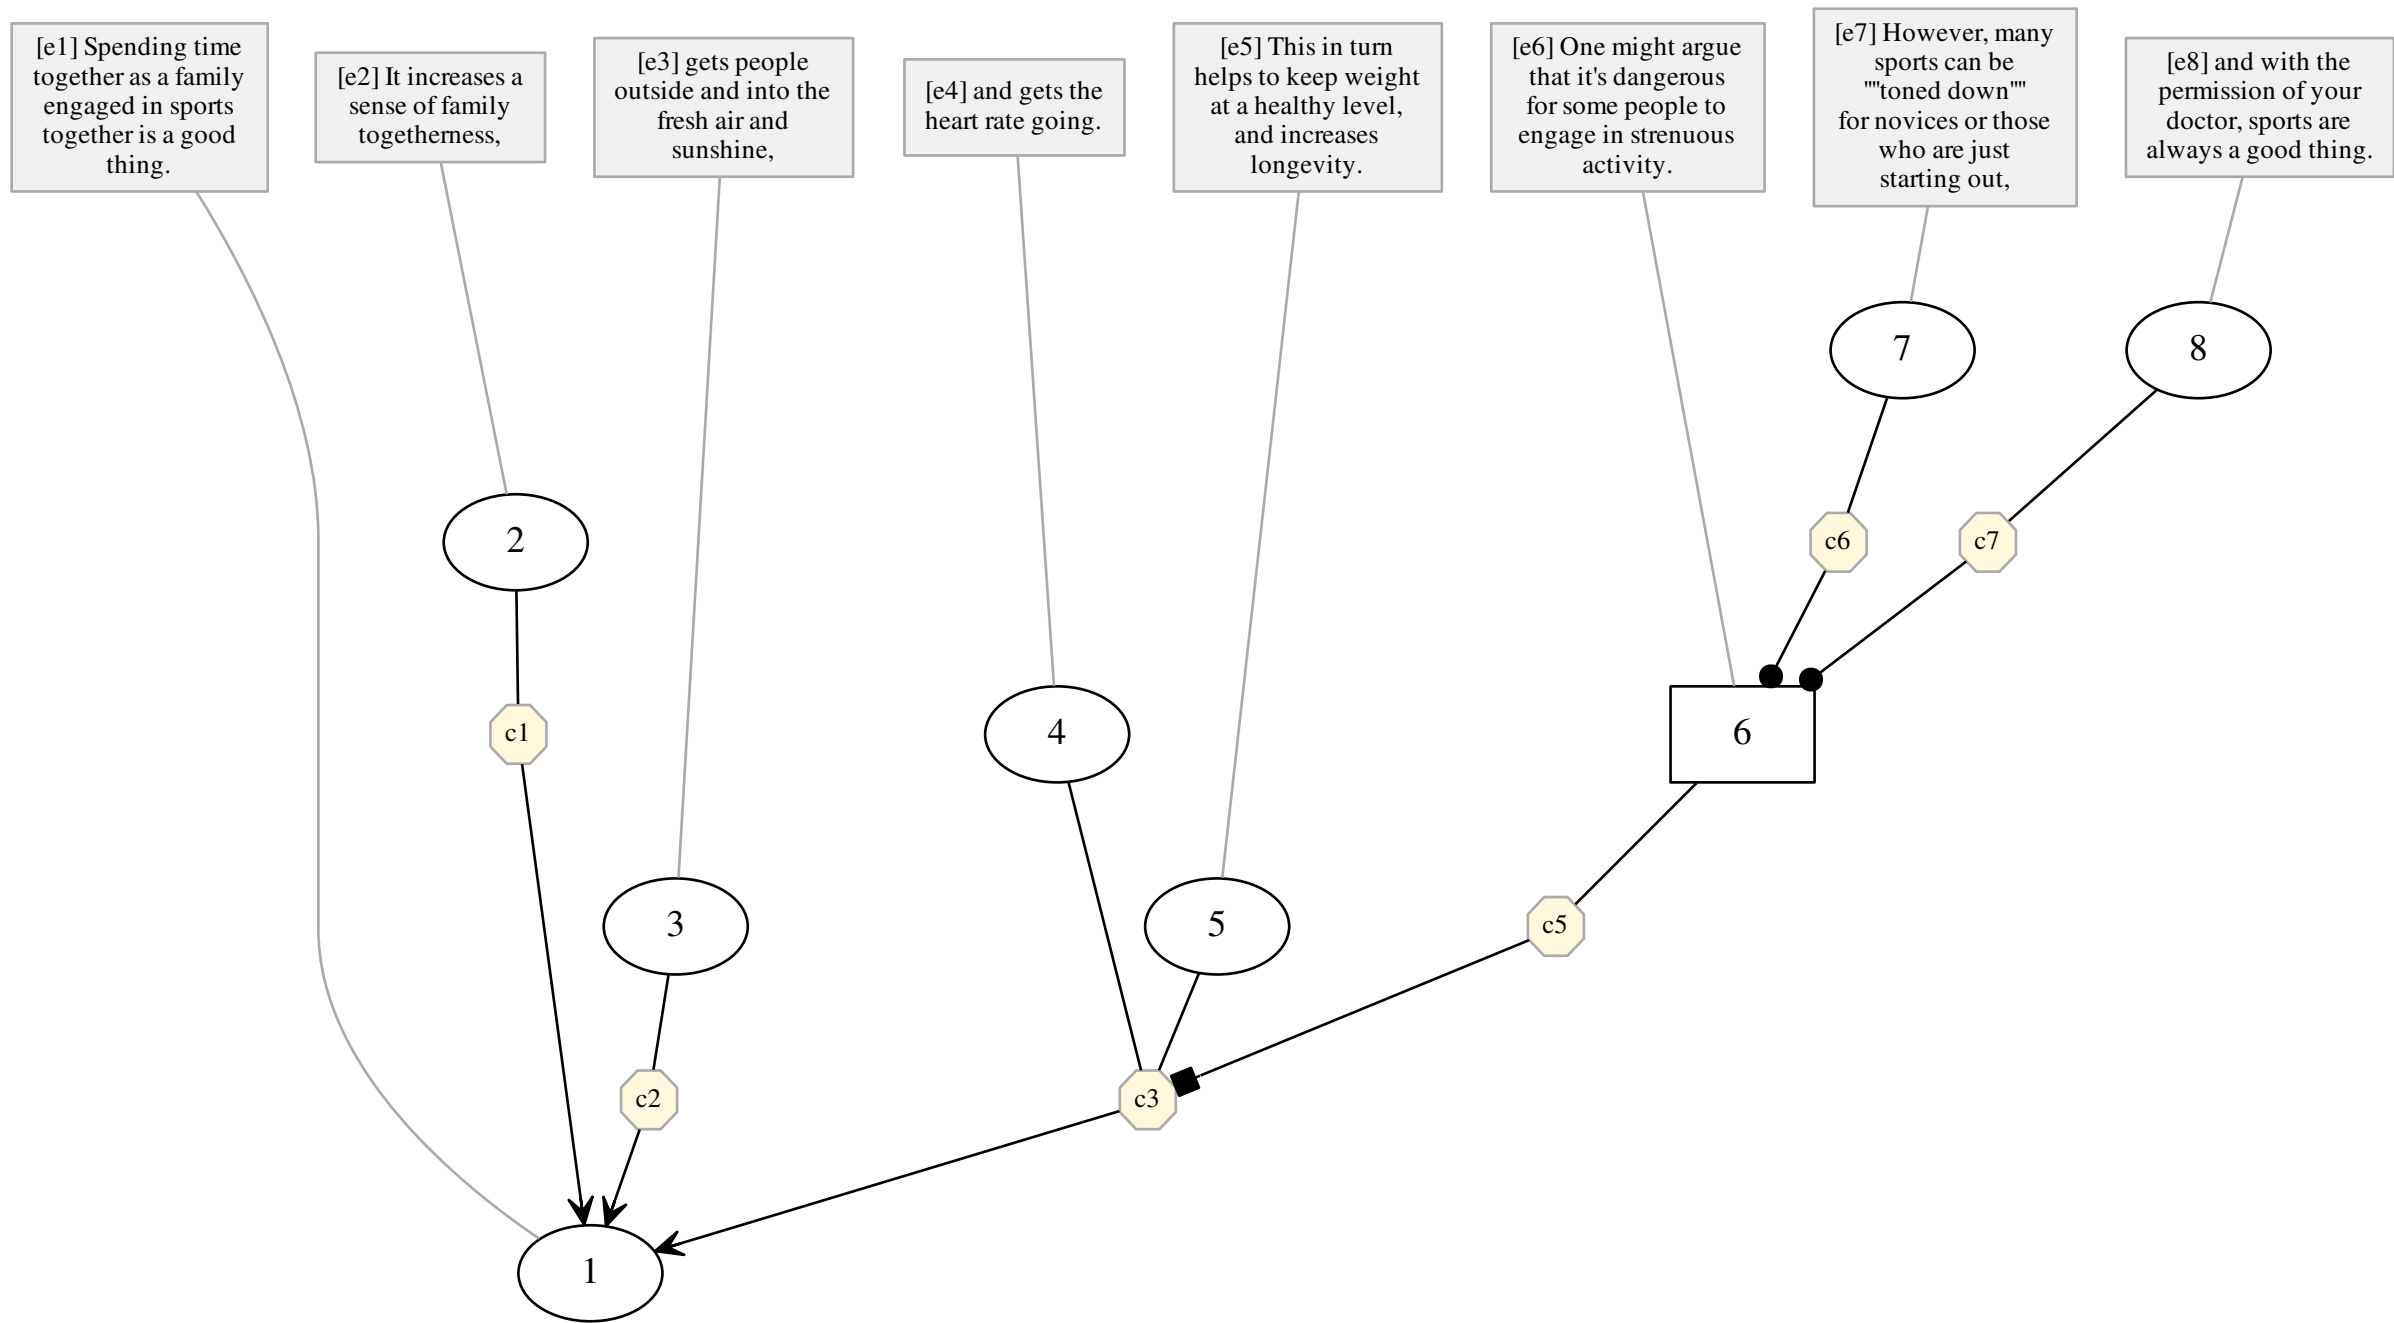 [e1] Spending time
together as a family
engaged in sports
together is a good
thing.
[e2] It increases a
sense of family
togetherness,
[e3] gets people
outside and into the
fresh air and
sunshine,
[e4] and gets the
heart rate going.
[e5] This in turn
helps to keep weight
at a healthy level,
and increases
longevity.
[e6] One might argue
that it's dangerous
for some people to
engage in strenuous
activity.
[e7] However, many
sports can be
""toned down""
for novices or those
who are just
starting out,
[e8] and with the
permission of your
doctor, sports are
always a good thing.
7
8
2
c6
c7
c1
4
6
3
5
c5
c2
c3
1